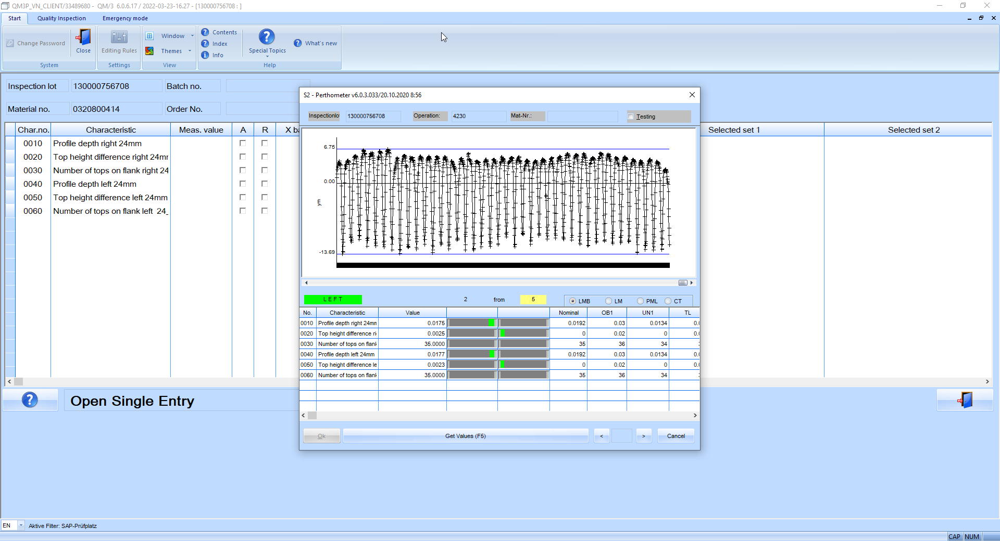 QM3P_VN_CLIENT/33489680 - QM/3 6.0.6.17 / 2022-03-23-16.27 - [130000756708 : ]
Start Quality Inspection Emergency mode
Change Password
Close
Editing Rules
Window
Themes
Contents
Index
Info
Special Topics
What's new
System Settings View Help
Inspection lot 130000756708 Batch no.
Material no. 0320800414 Order No.
Char.no. Characteristic Meas. value A R X ba Selected set 1 Selected set 2
0010 Profile depth right 24mm
0020 Top height difference right 24mr
0030 Number of tops on flank right 24
0040 Profile depth left 24mm
0050 Top height difference left 24mm
0060 Number of tops on flank left 24_
S2 - Perthometer v6.0.3.033/20.10.2020 8:56
Inspectionlo 130000756708 Operation: 4230 Mat-Nr.: Testing
6.75
0.00
ym
-13.69
LEFT 2 from 5 LMB LM PML CT
No. Characteristic Value Nominal OB1 UN1 TL
0010 Profile depth right 24mm 0.0175 0.0192 0.03 0.0134 0.0
0020 Top height difference ri 0.0025 0 0.02 0 0.0
0030 Number of tops on flank 35.0000 35 36 34
0040 Profile depth left 24mm 0.0177 0.0192 0.03 0.0134 0.0
0050 Top height difference le 0.0023 0 0.02 0 0.0
0060 Number of tops on flank 35.0000 35 36 34
Ok Get Values (F5) < > Cancel
Open Single Entry
EN Aktive Filter: SAP-Prüfplatz
CAP NUM